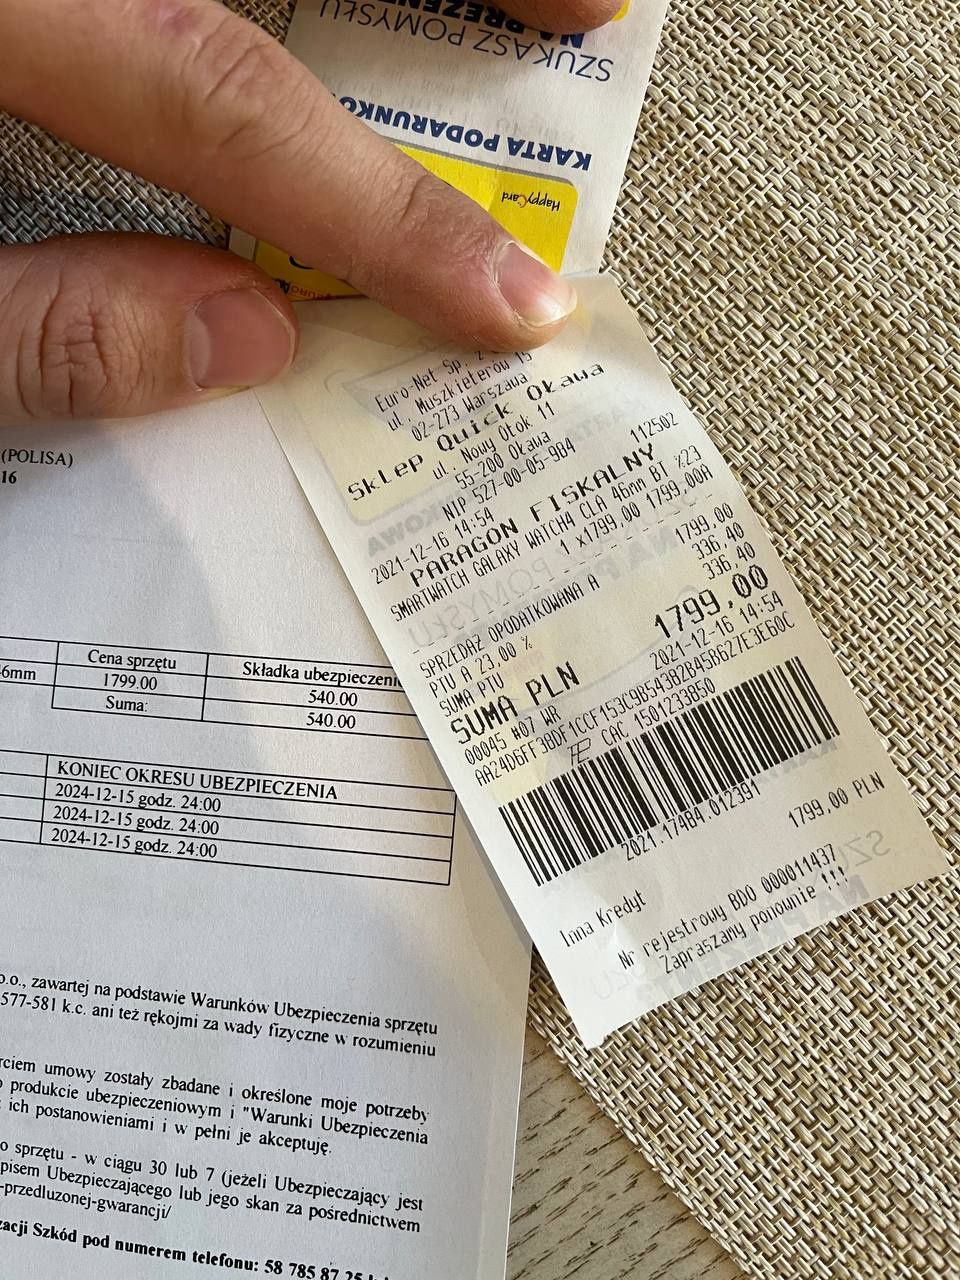 SZUKASZ POMYSŁU
NA PREZENT
KARTA PODARUNKO
HappyCard
Euro-Net Sp. z
ul. Muszkieterów 15
02-273 Warszawa
Sklep Quick Oława
ul. Nowy Otok 11
55-200 Oława
NIP 527-00-05-984
2021-12-16 14:54 112502
PARAGON FISKALNY
SMARTWATCH GALAXY WATCH4 CLA 46mm BT %23
1 x1799,00 1799,00A
SPRZEDAŻ OPODATKOWANA A 1799,00
PTU A 23,00 % 336,40
SUMA PTU 336,40
SUMA PLN 1799,00
00045 #07 WR 2021-12-16 14:54
AA24D6FF38DF1CCF153C9B54382B45B627E3E60C
CAC 1501233850
2021.17484.012391
Inna Kredyt 1799,00 PLN
Nr rejestrowy BDO 000011437
Zapraszamy ponownie !!!
(POLISA)
16
Cena sprzętu Składka ubezpieczeni
6mm 1799.00 540.00
Suma: 540.00
KONIEC OKRESU UBEZPIECZENIA
2024-12-15 godz. 24:00
2024-12-15 godz. 24:00
2024-12-15 godz. 24:00
o.o., zawartej na podstawie Warunków Ubezpieczenia sprzętu
577-581 k.c. ani też rękojmi za wady fizyczne w rozumieniu
rciem umowy zostały zbadane i określone moje potrzeby
o produkcie ubezpieczeniowym i "Warunki Ubezpieczenia
ich postanowieniami i w pełni je akceptuję.
o sprzętu - w ciągu 30 lub 7 (jeżeli Ubezpieczający jest
pisem Ubezpieczającego lub jego skan za pośrednictwem
-przedluzonej-gwarancji/
zacji Szkód pod numerem telefonu: 58 785 87 25